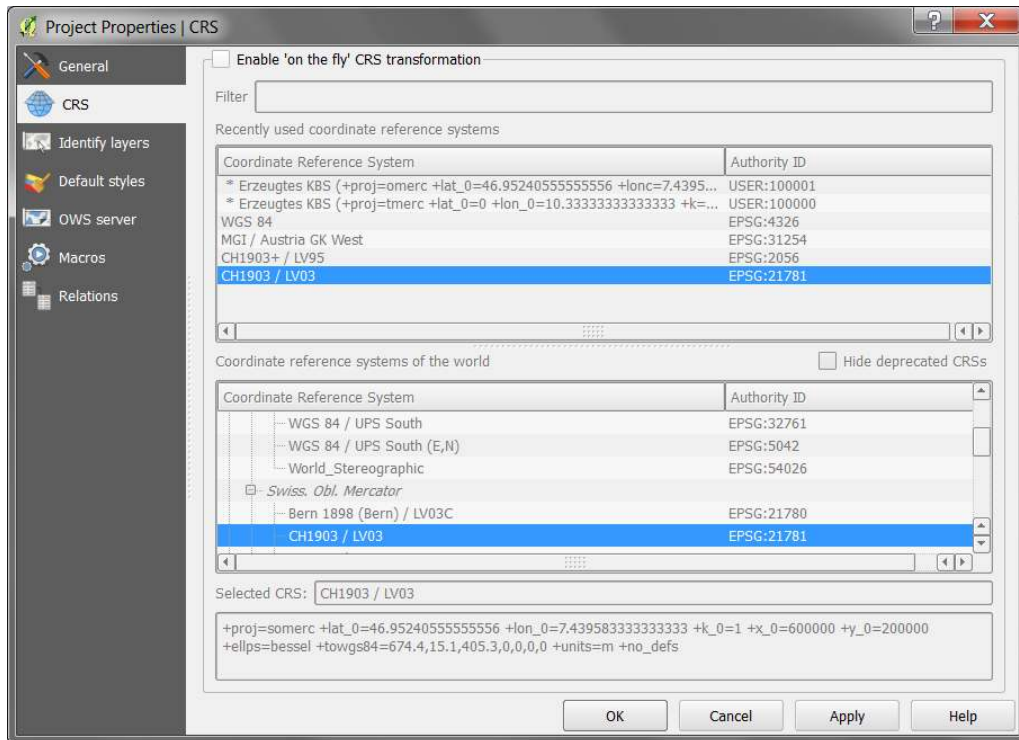 Project Properties | CRS
General
CRS
Identify layers
Default styles
OWS server
Macros
Relations
Enable 'on the fly' CRS transformation
Filter
Recently used coordinate reference systems
Coordinate Reference System Authority ID
* Erzeugtes KBS (+proj=omerc +lat_0=46.95240555555556 +lonc=7.4395... USER:100001
* Erzeugtes KBS (+proj=tmerc +lat_0=0 +lon_0=10.33333333333333 +k=... USER:100000
WGS 84 EPSG:4326
MGI / Austria GK West EPSG:31254
CH1903+ / LV95 EPSG:2056
CH1903 / LV03 EPSG:21781
Coordinate reference systems of the world Hide deprecated CRSs
Coordinate Reference System Authority ID
WGS 84 / UPS South EPSG:32761
WGS 84 / UPS South (E,N) EPSG:5042
World_Stereographic EPSG:54026
Swiss. Obl. Mercator
Bern 1898 (Bern) / LV03C EPSG:21780
CH1903 / LV03 EPSG:21781
Selected CRS: CH1903 / LV03
+proj=somerc +lat_0=46.95240555555556 +lon_0=7.439583333333333 +k_0=1 +x_0=600000 +y_0=200000
+ellps=bessel +towgs84=674.4,15.1,405.3,0,0,0,0 +units=m +no_defs
OK Cancel Apply Help